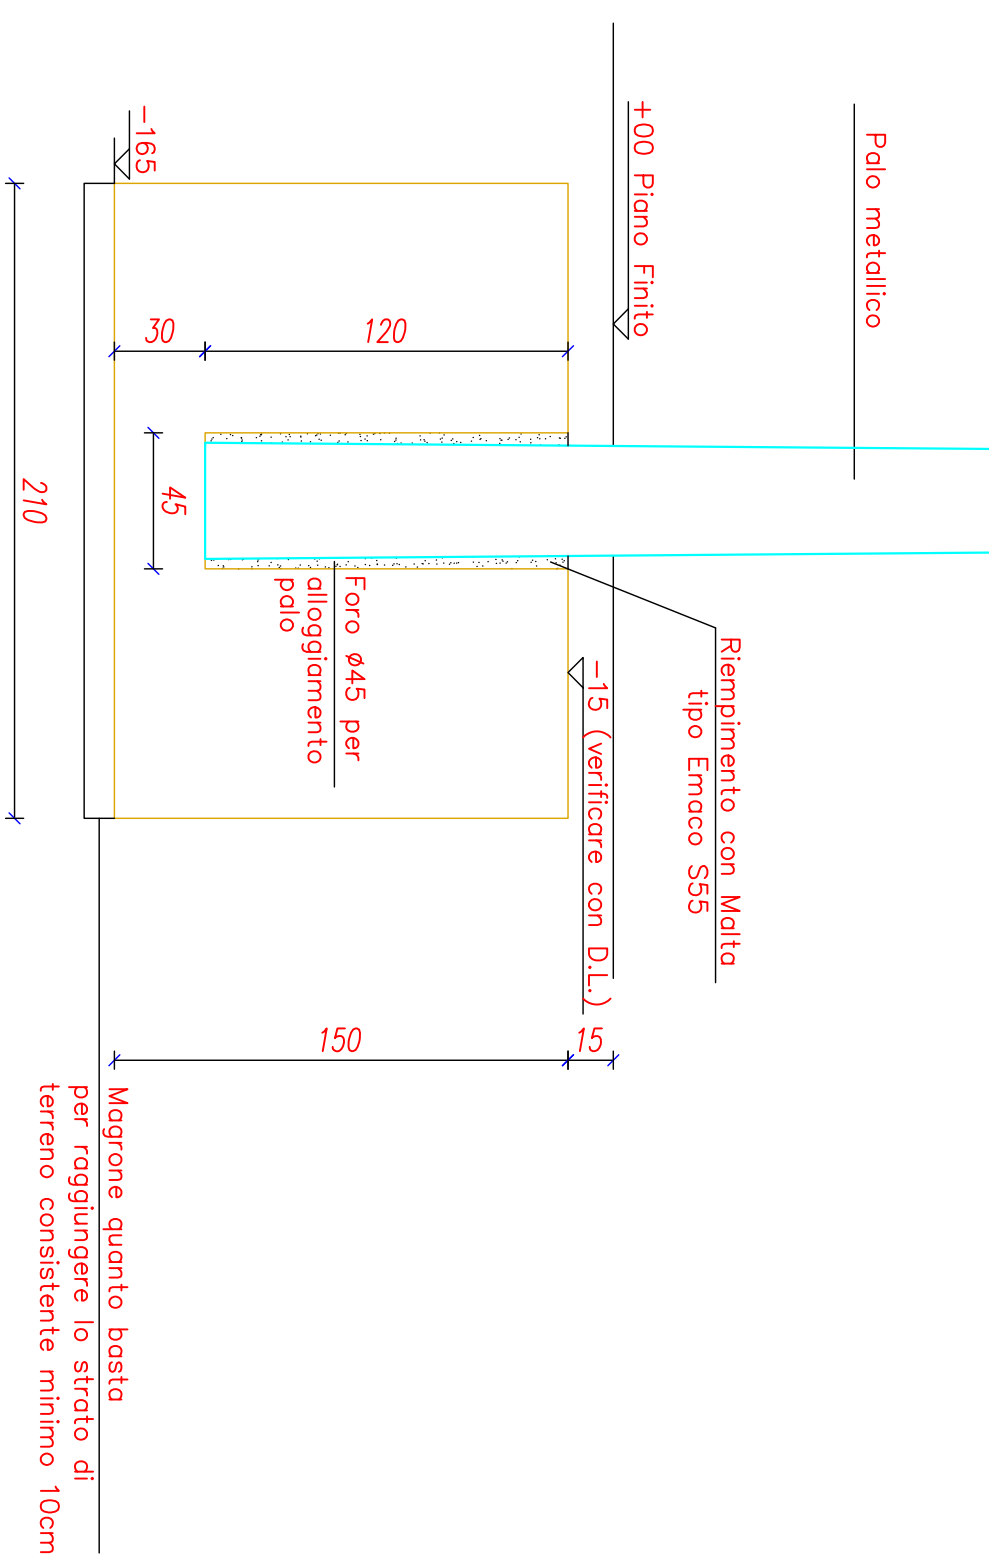 Palo metallico
+00 Piano Finito
Riempimento con Malta
tipo Emaco S55
-15 (verificare con D.L.)
15
150
120
30
Foro ø45 per
alloggiamento
palo
45
-165
210
Magrone quanto basta
per raggiungere lo strato di
terreno consistente minimo 10cm